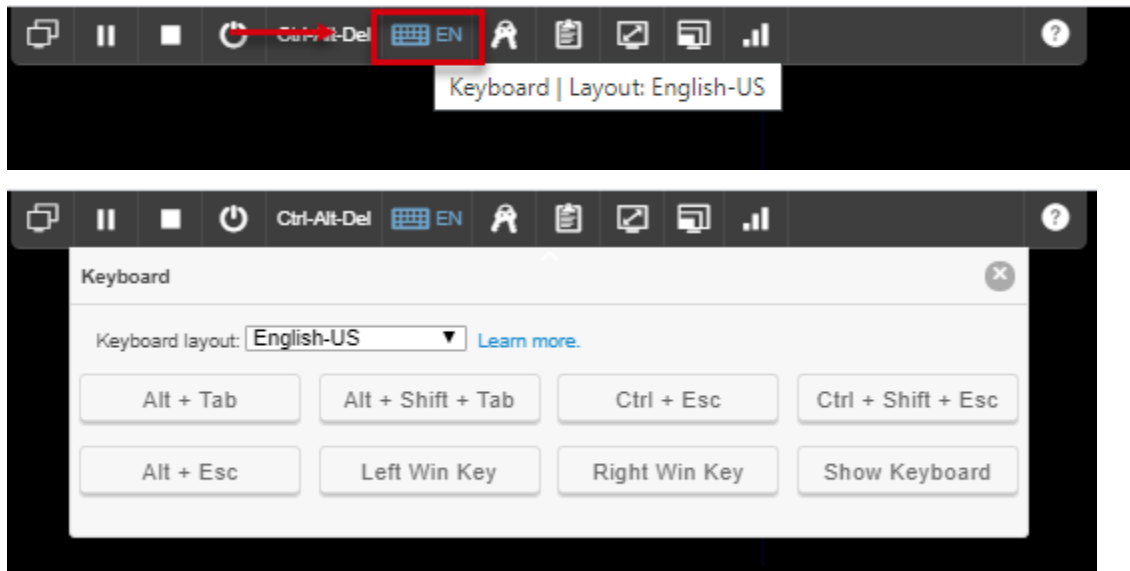 Ctrl-Alt-Del EN ?
Keyboard | Layout: English-US
Ctrl-Alt-Del EN ?
Keyboard
Keyboard layout: English-US Learn more.
Alt + Tab Alt + Shift + Tab Ctrl + Esc Ctrl + Shift + Esc
Alt + Esc Left Win Key Right Win Key Show Keyboard